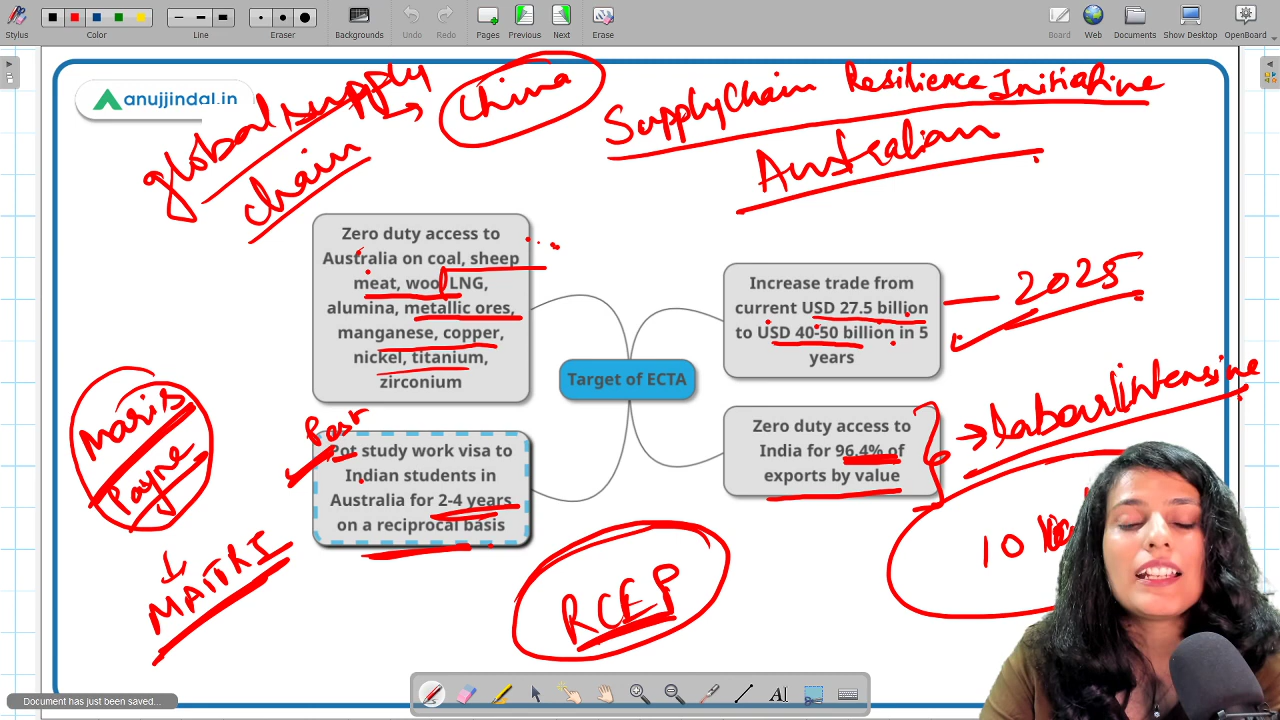 Stylus
Color
Line
Eraser
Backgrounds
Undo
Redo
Pages
Previous
Next
Erase
Board
Web
Documents
Show Desktop
OpenBoard
anujjindal.in
global supply
chain
China
Supply Chain Resilience Initiative
Australian
Zero duty access to
Australia on coal, sheep
meat, wool LNG,
alumina, metallic ores,
manganese, copper,
nickel, titanium,
zirconium
Increase trade from
current USD 27.5 billion
to USD 40-50 billion in 5
years
2025
Target of ECTA
Maris
Payne
MAITRI
Post
Pot study work visa to
Indian students in
Australia for 2-4 years
on a reciprocal basis
Zero duty access to
India for 96.4% of
exports by value
labour intensive
10
RCEP
Document has just been saved...